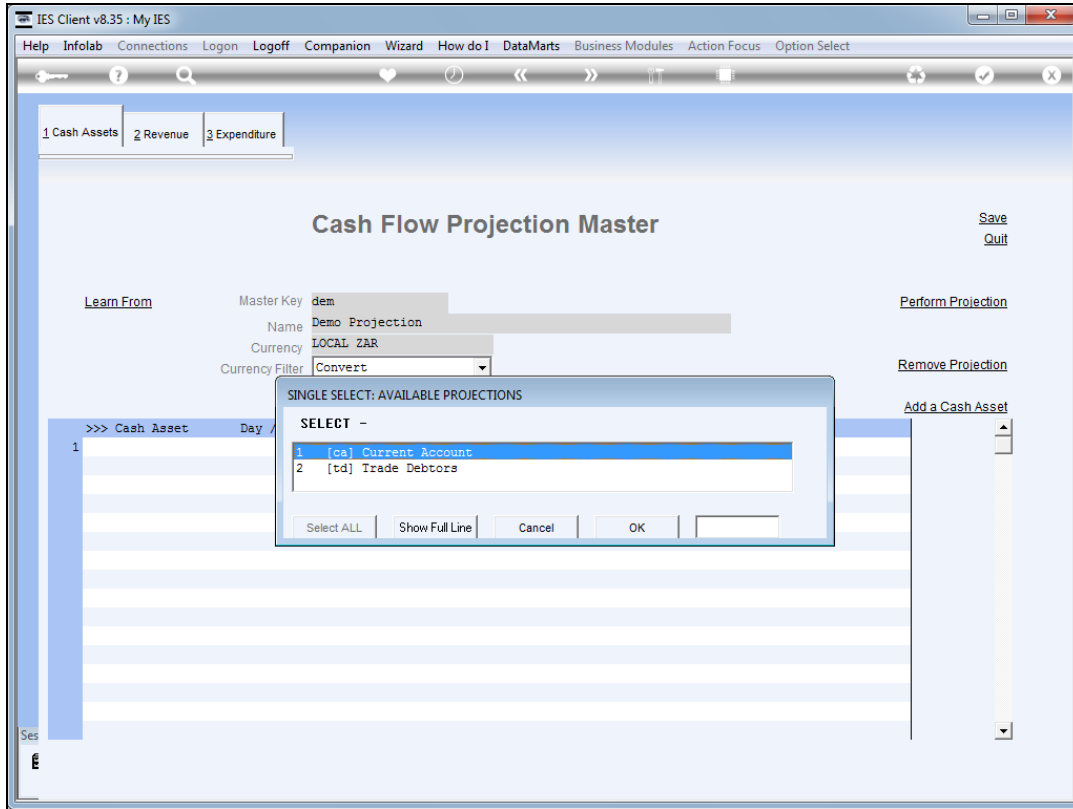 IES Client v8.35 : My IES
Help Infolab Connections Logon Logoff Companion Wizard How do I DataMarts Business Modules Action Focus Option Select
1 Cash Assets 2 Revenue 3 Expenditure
Cash Flow Projection Master
Save
Quit
Learn From Master Key dem Perform Projection
Name Demo Projection
Currency LOCAL ZAR
Currency Filter Convert Remove Projection
SINGLE SELECT: AVAILABLE PROJECTIONS
Add a Cash Asset
>>> Cash Asset Day /
SELECT -
1
1 [ca] Current Account
2 [td] Trade Debtors
Select ALL Show Full Line Cancel OK
Ses